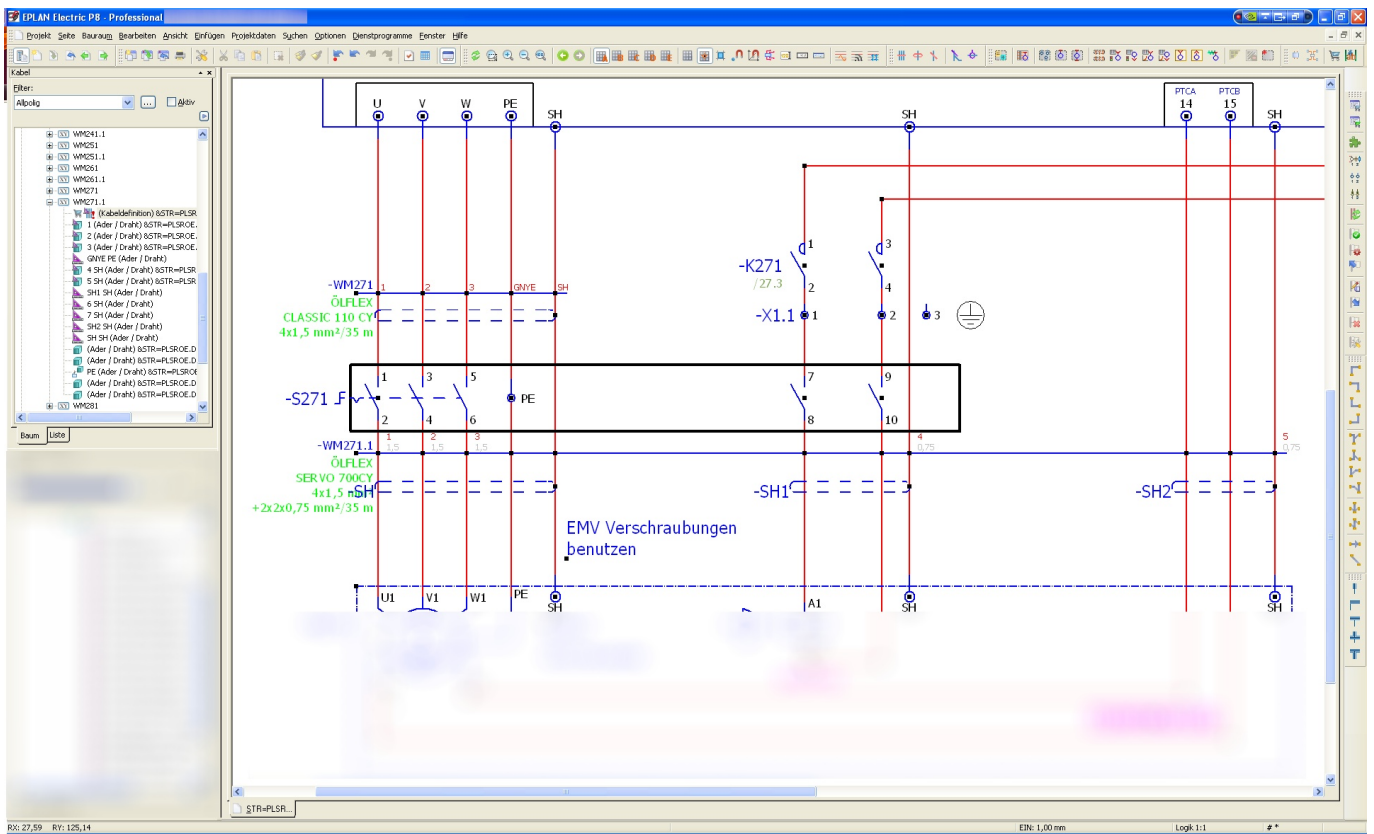 EPLAN Electric P8 - Professional
Projekt Seite Bauraum Bearbeiten Ansicht Einfügen Projektdaten Suchen Optionen Dienstprogramme Fenster Hilfe
Kabel
Filter:
Allpolig
...
Aktiv
WM241.1
WM251
WM251.1
WM261
WM261.1
WM271
WM271.1
(Kabeldefinition) &STR=PLSR
1 (Ader / Draht) &STR=PLSROE.
2 (Ader / Draht) &STR=PLSROE.
3 (Ader / Draht) &STR=PLSROE.
GNYE PE (Ader / Draht)
4 SH (Ader / Draht) &STR=PLSR
5 SH (Ader / Draht) &STR=PLSR
SH1 SH (Ader / Draht)
6 SH (Ader / Draht)
7 SH (Ader / Draht)
SH2 SH (Ader / Draht)
SH SH (Ader / Draht)
(Ader / Draht) &STR=PLSROE.D
(Ader / Draht) &STR=PLSROE.D
PE (Ader / Draht) &STR=PLSROE
(Ader / Draht) &STR=PLSROE.D
(Ader / Draht) &STR=PLSROE.D
WM281
Baum Liste
U V W PE SH SH PTCA PTCB
14 15 SH
1 3
-K271
/27.3
2 4
-WM271 1 2 3 GNYE SH
ÖLFLEX
CLASSIC 110 CY
4x1,5 mm²/35 m
-X1.1 1 2 3
1 3 5 7 9
-S271 PE
2 4 6 8 10
-WM271.1 1 2 3 4 5
1,5 1,5 1,5 0,75 0,75
ÖLFLEX
SERVO 700CY
4x1,5 mm²
+2x2x0,75 mm²/35 m
-SH -SH1 -SH2
EMV Verschraubungen
benutzen
U1 V1 W1 PE SH A1 SH SH
STR=PLSR...
RX: 27,59 RY: 125,14 EIN: 1,00 mm Logik 1:1 # *